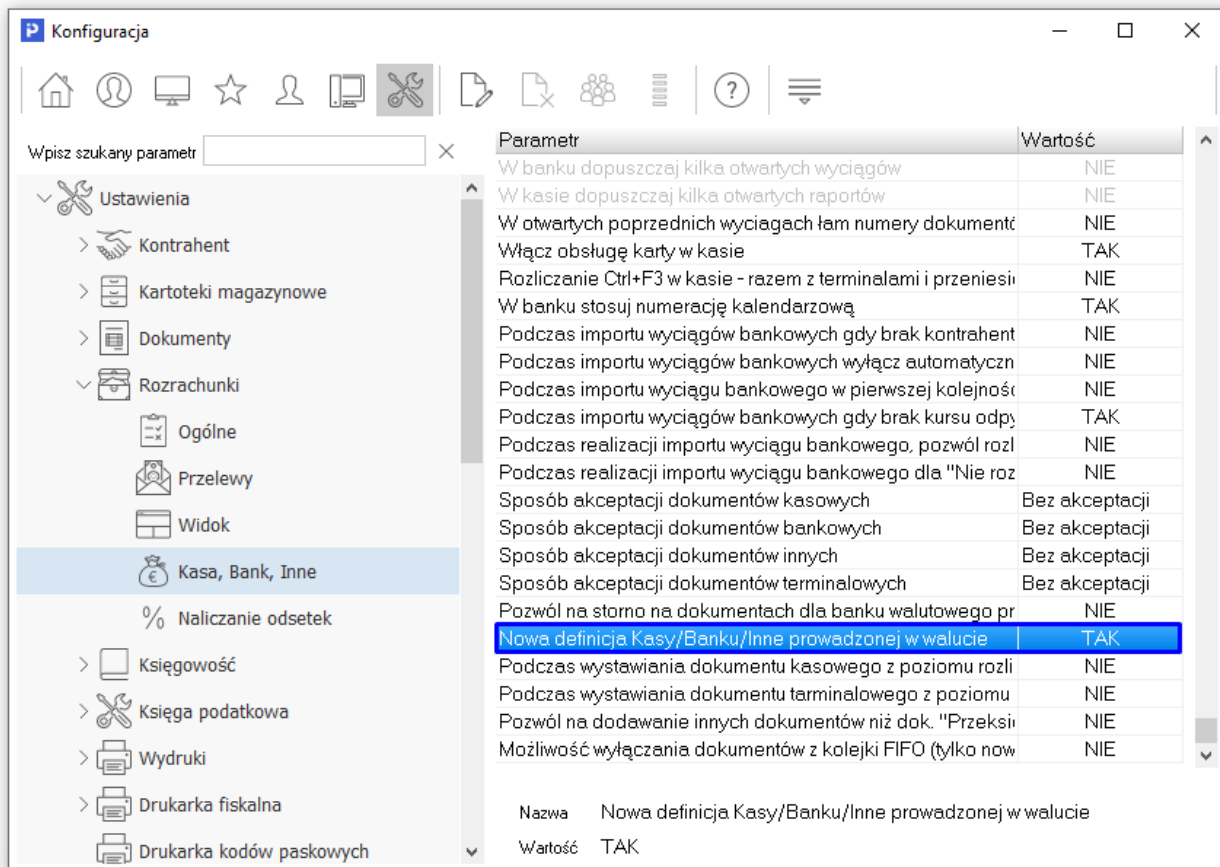 Konfiguracja
Wpisz szukany parametr
Ustawienia
Kontrahent
Kartoteki magazynowe
Dokumenty
Rozrachunki
Ogólne
Przelewy
Widok
Kasa, Bank, Inne
Naliczanie odsetek
Księgowość
Księga podatkowa
Wydruki
Drukarka fiskalna
Drukarka kodów paskowych
Parametr Wartość
W banku dopuszczaj kilka otwartych wyciągów NIE
W kasie dopuszczaj kilka otwartych raportów NIE
W otwartych poprzednich wyciagach łam numery dokumentó NIE
Włącz obsługę karty w kasie TAK
Rozliczanie Ctrl+F3 w kasie - razem z terminalami i przeniesi NIE
W banku stosuj numerację kalendarzową TAK
Podczas importu wyciągów bankowych gdy brak kontrahent NIE
Podczas importu wyciągów bankowych wyłącz automatyczn NIE
Podczas importu wyciągu bankowego w pierwszej kolejnoś NIE
Podczas importu wyciągów bankowych gdy brak kursu odpy TAK
Podczas realizacji importu wyciągu bankowego, pozwól rozl NIE
Podczas realizacji importu wyciągu bankowego dla "Nie roz NIE
Sposób akceptacji dokumentów kasowych Bez akceptacji
Sposób akceptacji dokumentów bankowych Bez akceptacji
Sposób akceptacji dokumentów innych Bez akceptacji
Sposób akceptacji dokumentów terminalowych Bez akceptacji
Pozwól na storno na dokumentach dla banku walutowego pr NIE
Nowa definicja Kasy/Banku/Inne prowadzonej w walucie TAK
Podczas wystawiania dokumentu kasowego z poziomu rozli NIE
Podczas wystawiania dokumentu tarminalowego z poziomu NIE
Pozwól na dodawanie innych dokumentów niż dok. "Przeksi NIE
Możliwość wyłączania dokumentów z kolejki FIFO (tylko now NIE
Nazwa Nowa definicja Kasy/Banku/Inne prowadzonej w walucie
Wartość TAK